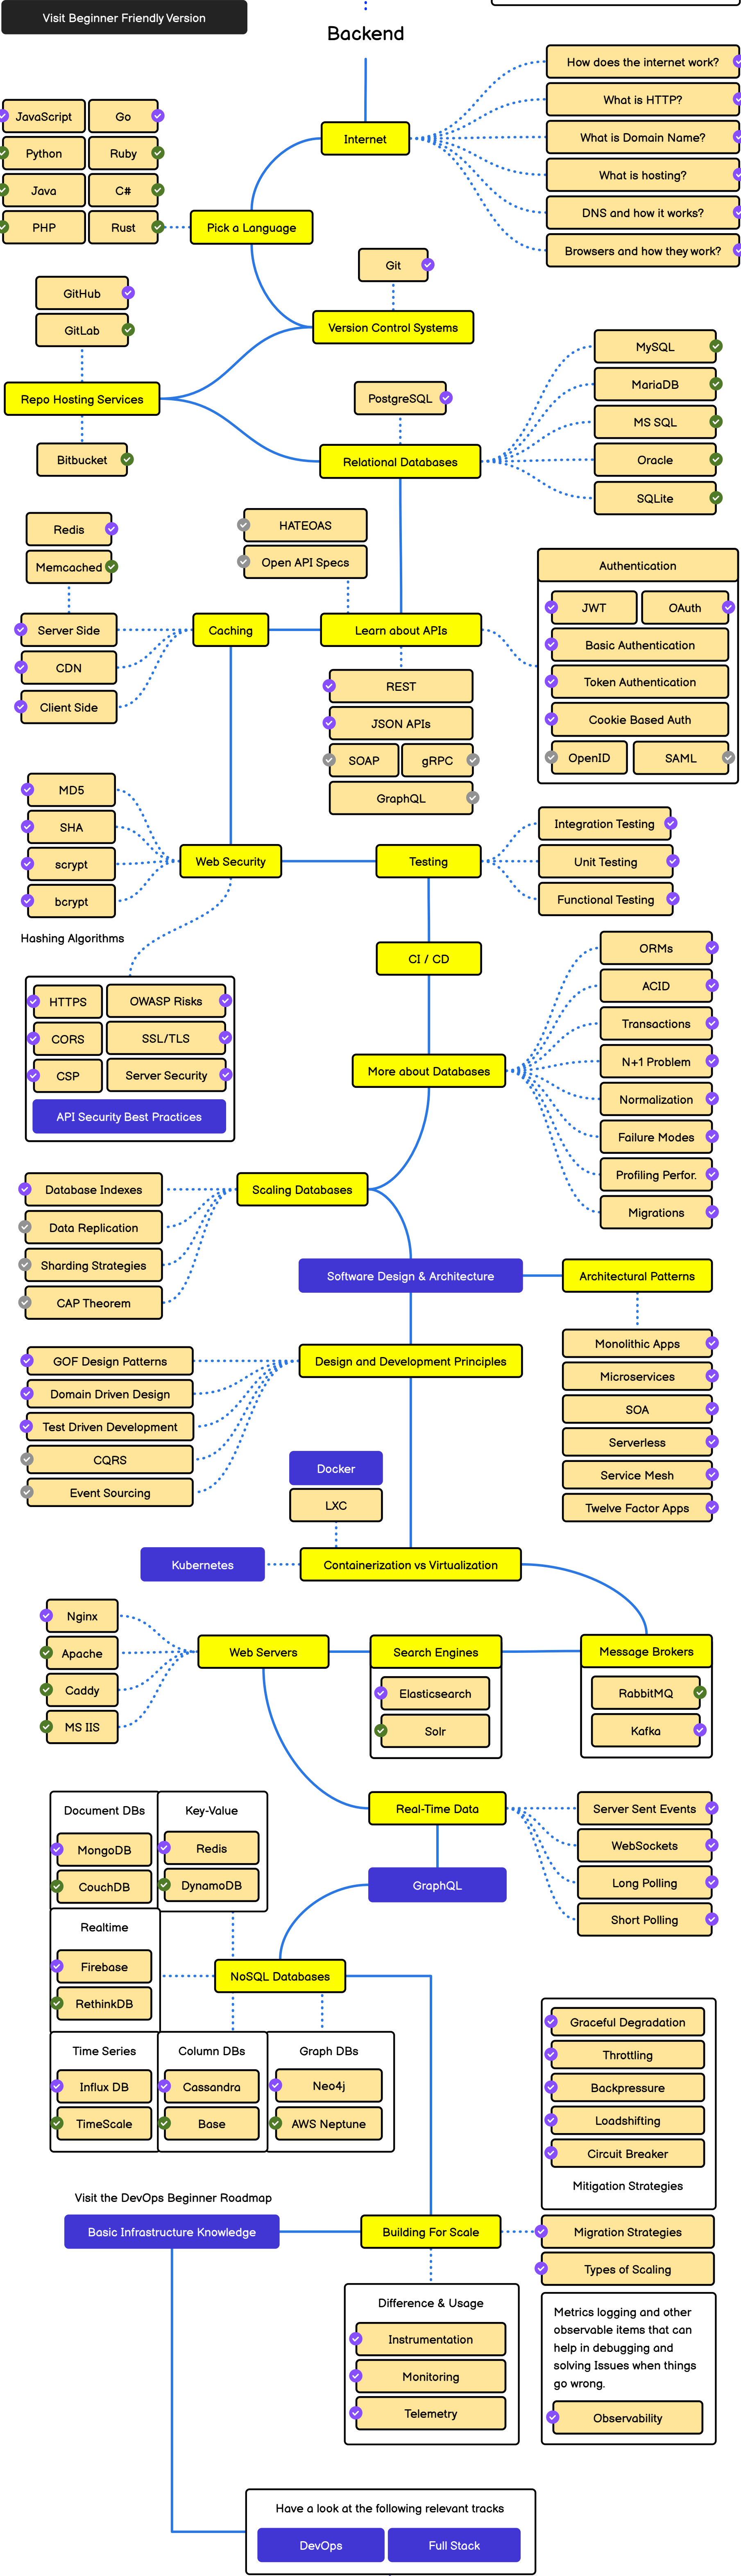 Visit Beginner Friendly Version
Backend
Internet
How does the internet work?
What is HTTP?
What is Domain Name?
What is hosting?
DNS and how it works?
Browsers and how they work?
JavaScript
Go
Python
Ruby
Java
C#
PHP
Rust
Pick a Language
Git
Version Control Systems
GitHub
GitLab
Repo Hosting Services
Bitbucket
PostgreSQL
Relational Databases
MySQL
MariaDB
MS SQL
Oracle
SQLite
HATEOAS
Open API Specs
Redis
Memcached
Server Side
CDN
Client Side
Caching
Learn about APIs
REST
JSON APIs
SOAP
gRPC
GraphQL
Authentication
JWT
OAuth
Basic Authentication
Token Authentication
Cookie Based Auth
OpenID
SAML
MD5
SHA
scrypt
bcrypt
Hashing Algorithms
Web Security
Testing
Integration Testing
Unit Testing
Functional Testing
CI / CD
HTTPS
OWASP Risks
CORS
SSL/TLS
CSP
Server Security
API Security Best Practices
More about Databases
ORMs
ACID
Transactions
N+1 Problem
Normalization
Failure Modes
Profiling Perfor.
Migrations
Scaling Databases
Database Indexes
Data Replication
Sharding Strategies
CAP Theorem
Software Design & Architecture
Architectural Patterns
Monolithic Apps
Microservices
SOA
Serverless
Service Mesh
Twelve Factor Apps
Design and Development Principles
GOF Design Patterns
Domain Driven Design
Test Driven Development
CQRS
Event Sourcing
Docker
LXC
Kubernetes
Containerization vs Virtualization
Nginx
Apache
Caddy
MS IIS
Web Servers
Search Engines
Elasticsearch
Solr
Message Brokers
RabbitMQ
Kafka
Real-Time Data
Server Sent Events
WebSockets
Long Polling
Short Polling
GraphQL
Document DBs
MongoDB
CouchDB
Key-Value
Redis
DynamoDB
Realtime
Firebase
RethinkDB
NoSQL Databases
Time Series
Influx DB
TimeScale
Column DBs
Cassandra
Base
Graph DBs
Neo4j
AWS Neptune
Graceful Degradation
Throttling
Backpressure
Loadshifting
Circuit Breaker
Mitigation Strategies
Visit the DevOps Beginner Roadmap
Basic Infrastructure Knowledge
Building For Scale
Migration Strategies
Types of Scaling
Difference & Usage
Instrumentation
Monitoring
Telemetry
Metrics logging and other
observable items that can
help in debugging and
solving Issues when things
go wrong.
Observability
Have a look at the following relevant tracks
DevOps
Full Stack